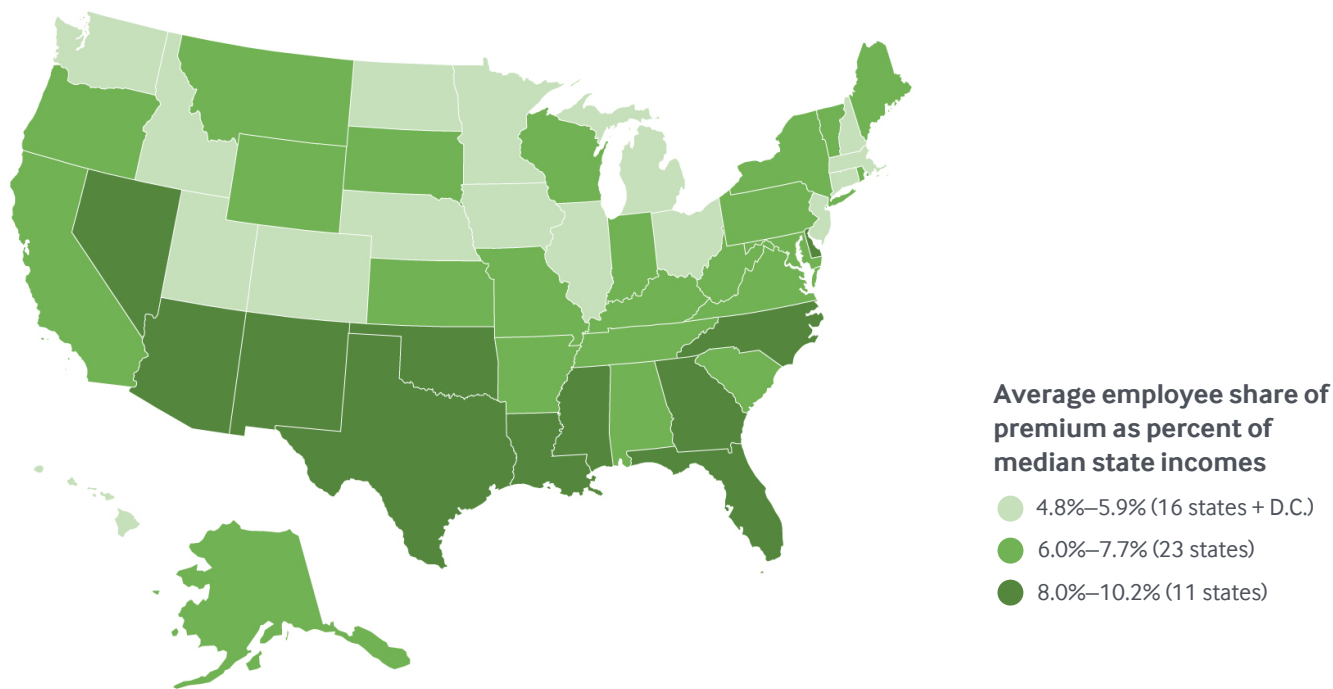 Average employee share of
premium as percent of
median state incomes
4.8%–5.9% (16 states + D.C.)
6.0%–7.7% (23 states)
8.0%–10.2% (11 states)